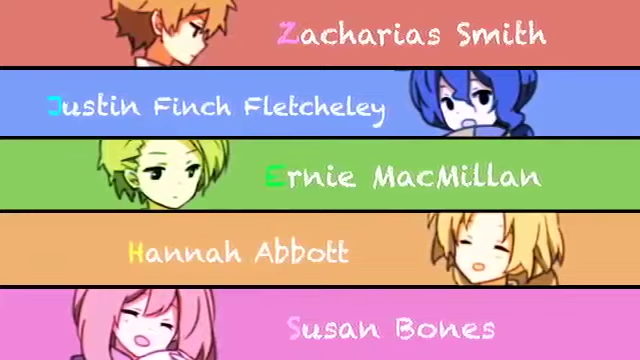 Zacharias Smith
Justin Finch Fletcheley
Ernie MacMillan
Hannah Abbott
Susan Bones